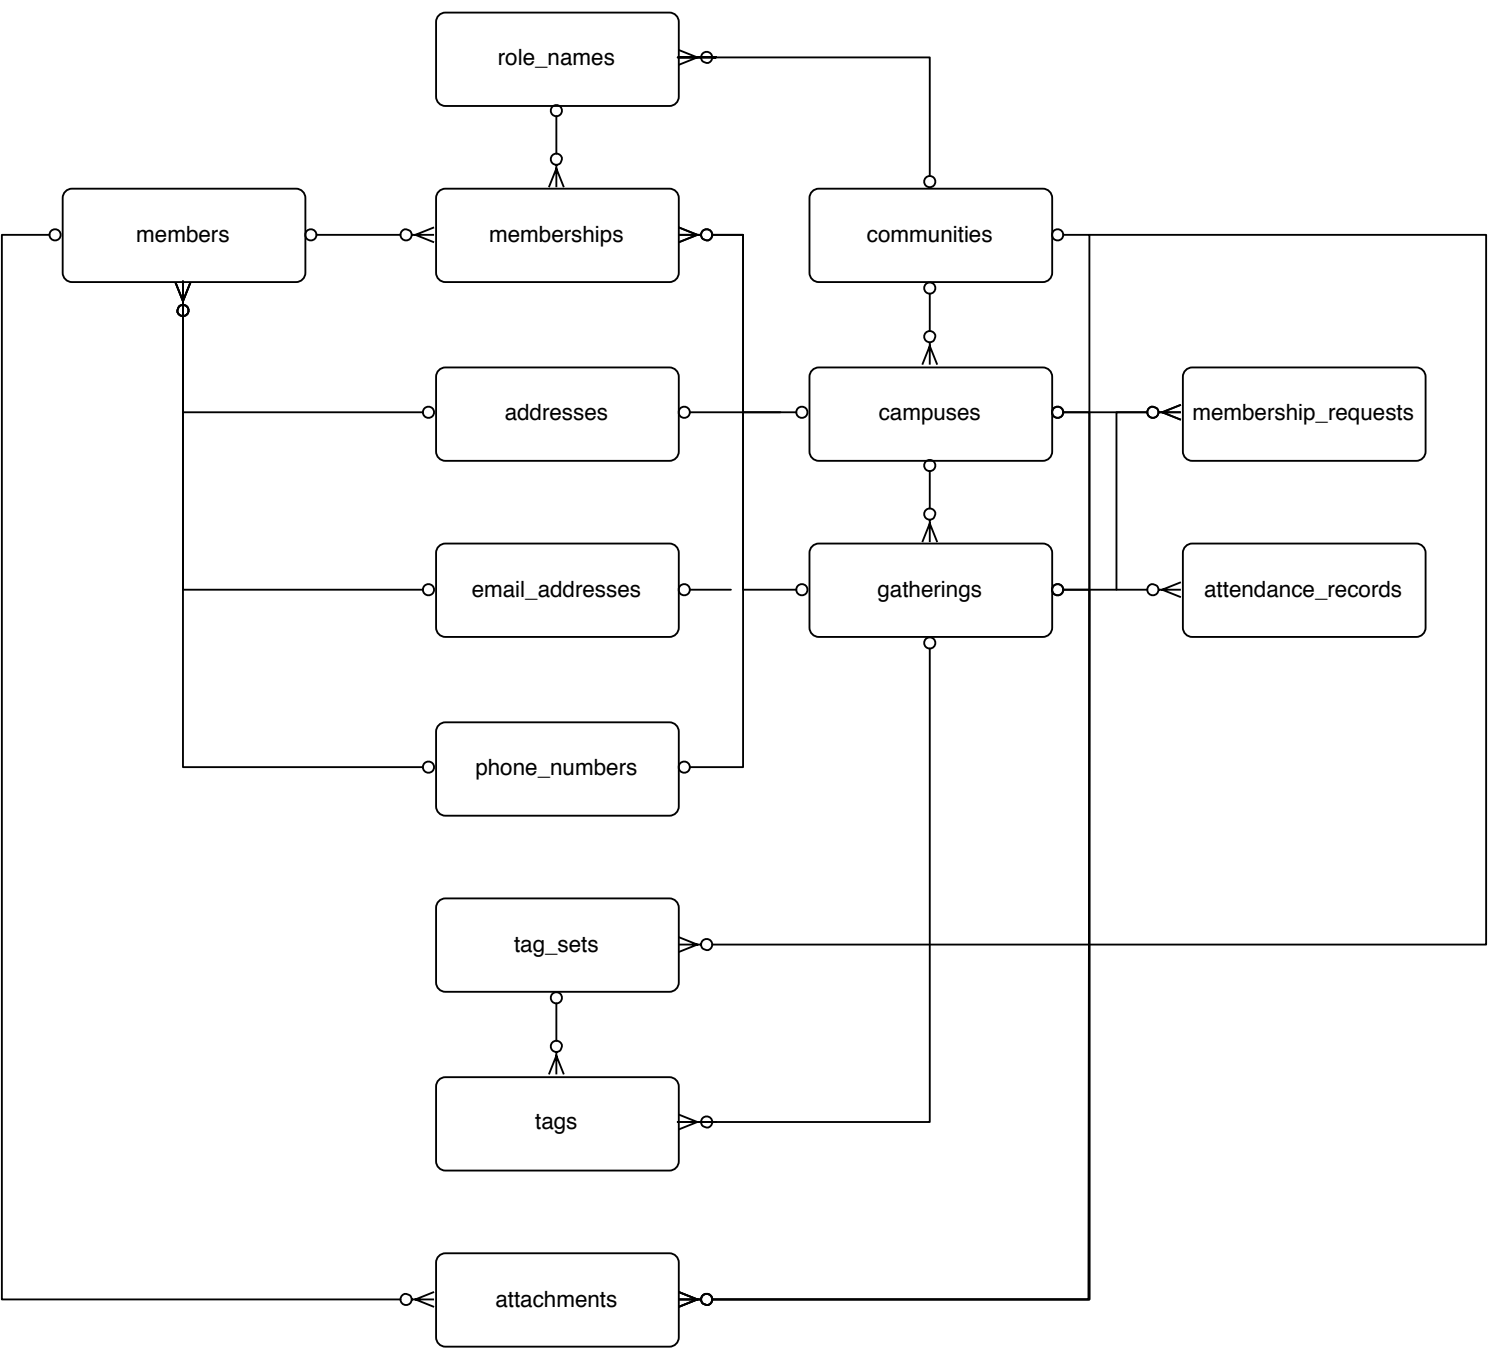 role_names
members
memberships
communities
addresses
campuses
membership_requests
email_addresses
gatherings
attendance_records
phone_numbers
tag_sets
tags
attachments